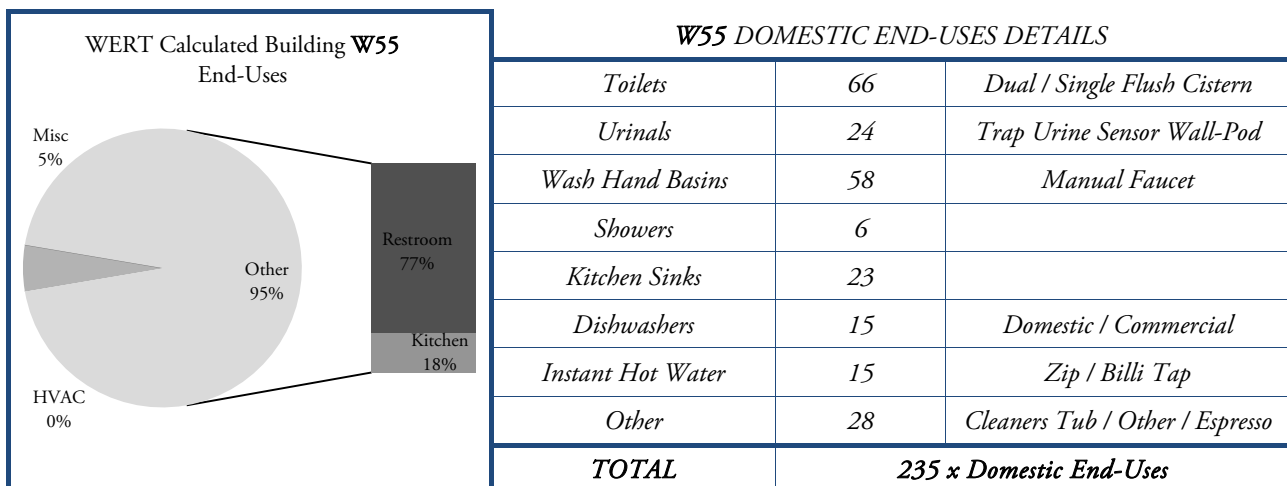 WERT Calculated Building W55
End-Uses
Misc
5%
Other
95%
HVAC
0%
Restroom
77%
Kitchen
18%
W55 DOMESTIC END-USES DETAILS
Toilets 66 Dual / Single Flush Cistern
Urinals 24 Trap Urine Sensor Wall-Pod
Wash Hand Basins 58 Manual Faucet
Showers 6
Kitchen Sinks 23
Dishwashers 15 Domestic / Commercial
Instant Hot Water 15 Zip / Billi Tap
Other 28 Cleaners Tub / Other / Espresso
TOTAL 235 x Domestic End-Uses